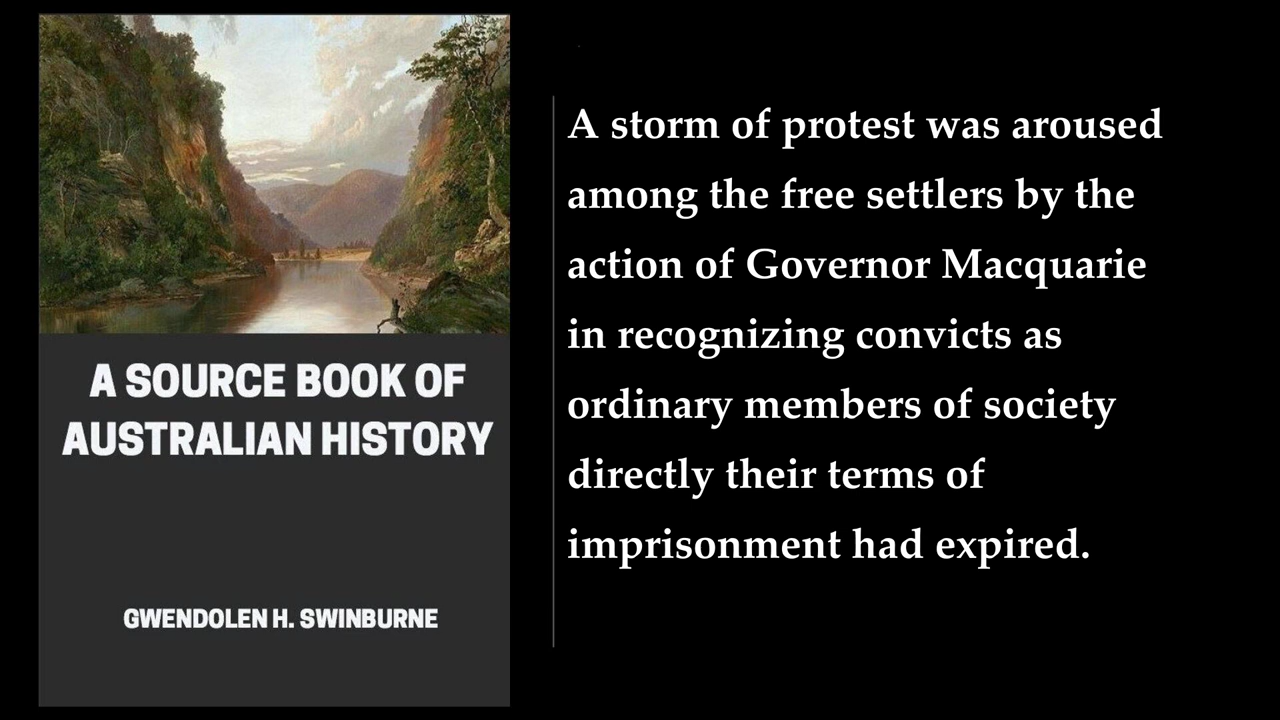 A SOURCE BOOK OF
AUSTRALIAN HISTORY
GWENDOLEN H. SWINBURNE
A storm of protest was aroused
among the free settlers by the
action of Governor Macquarie
in recognizing convicts as
ordinary members of society
directly their terms of
imprisonment had expired.